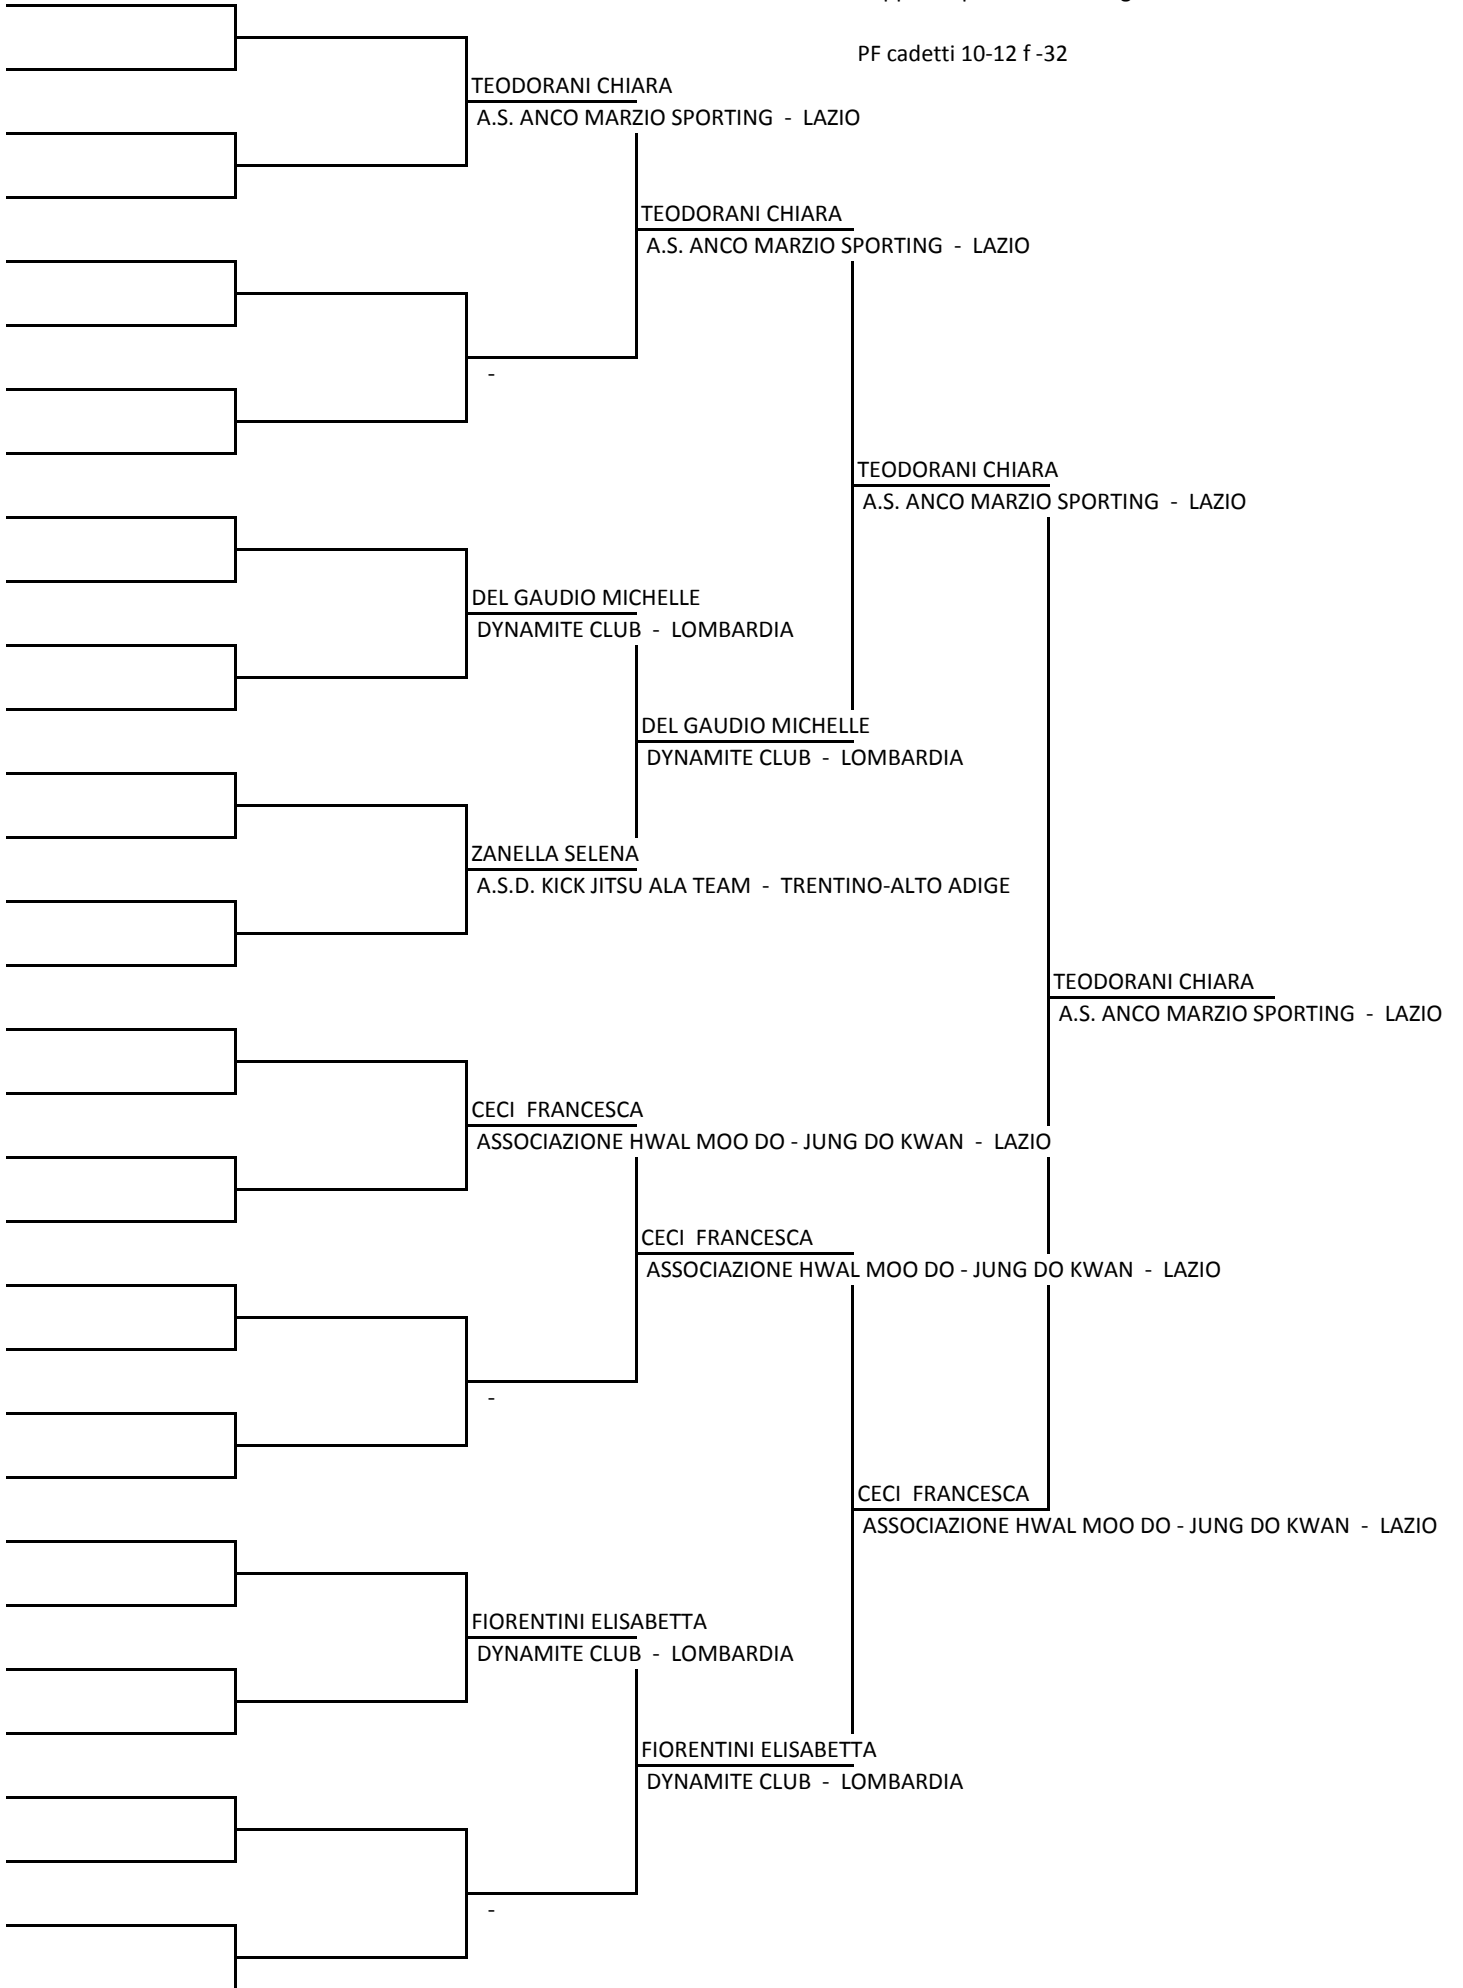 PF cadetti 10-12 f -32
TEODORANI CHIARA
A.S. ANCO MARZIO SPORTING - LAZIO
TEODORANI CHIARA
A.S. ANCO MARZIO SPORTING - LAZIO
-
TEODORANI CHIARA
A.S. ANCO MARZIO SPORTING - LAZIO
DEL GAUDIO MICHELLE
DYNAMITE CLUB - LOMBARDIA
DEL GAUDIO MICHELLE
DYNAMITE CLUB - LOMBARDIA
ZANELLA SELENA
A.S.D. KICK JITSU ALA TEAM - TRENTINO-ALTO ADIGE
TEODORANI CHIARA
A.S. ANCO MARZIO SPORTING - LAZIO
CECI FRANCESCA
ASSOCIAZIONE HWAL MOO DO - JUNG DO KWAN - LAZIO
CECI FRANCESCA
ASSOCIAZIONE HWAL MOO DO - JUNG DO KWAN - LAZIO
-
CECI FRANCESCA
ASSOCIAZIONE HWAL MOO DO - JUNG DO KWAN - LAZIO
FIORENTINI ELISABETTA
DYNAMITE CLUB - LOMBARDIA
FIORENTINI ELISABETTA
DYNAMITE CLUB - LOMBARDIA
-